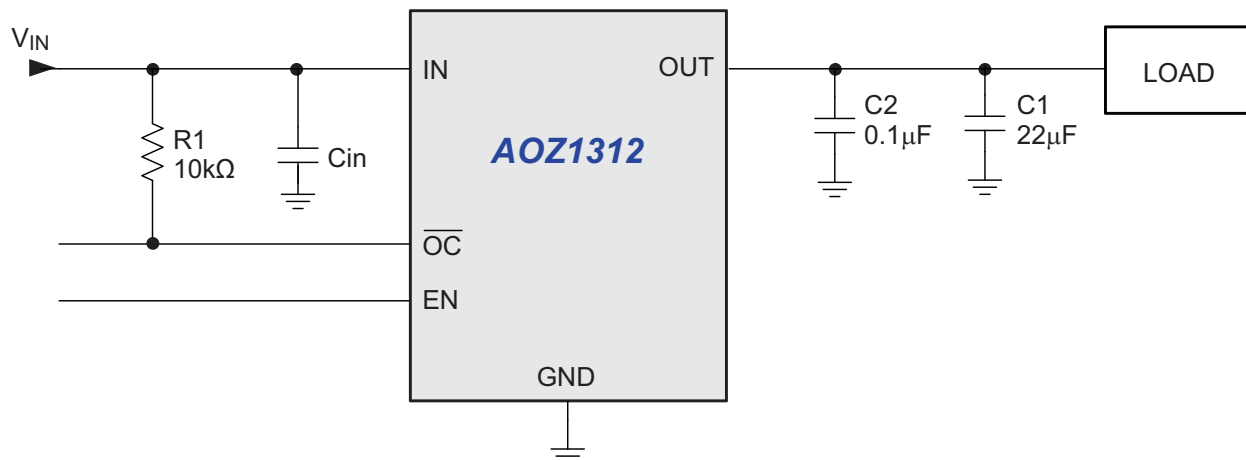 VIN
IN
OUT
LOAD
R1
10kΩ
Cin
AOZ1312
C2
0.1μF
C1
22μF
OC
EN
GND